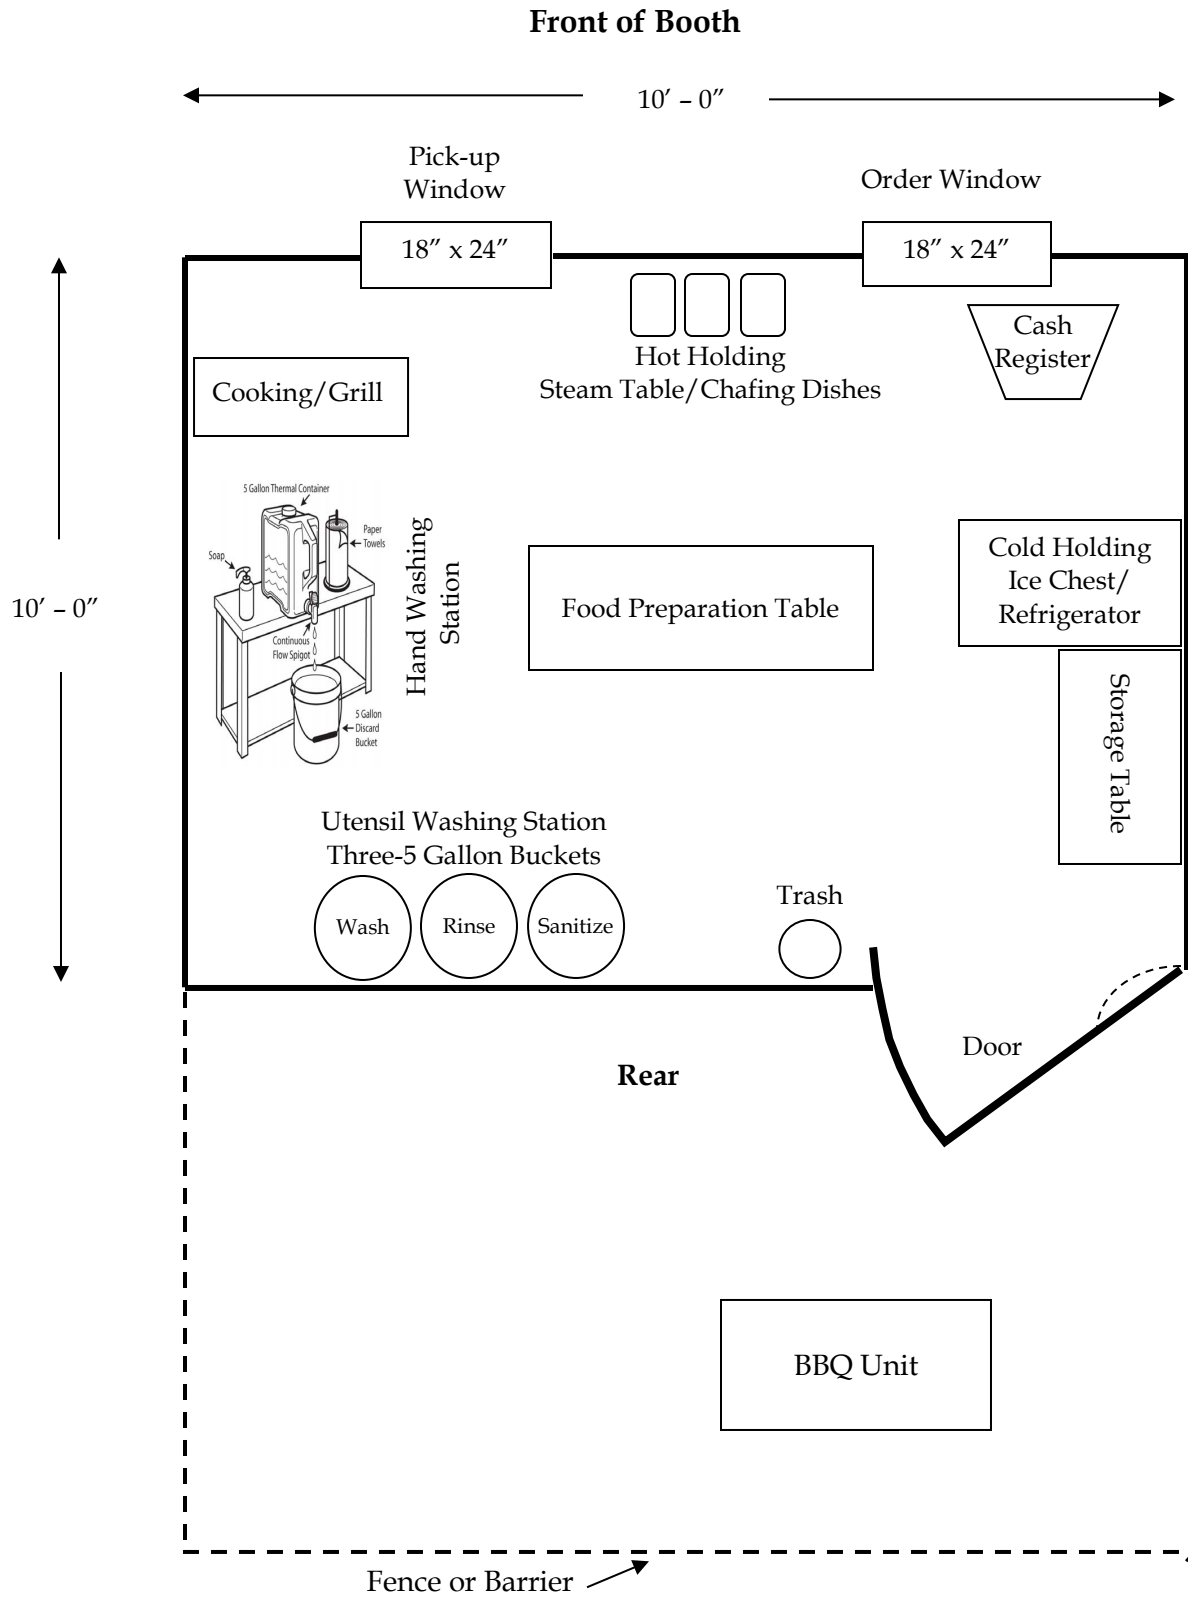 Front of Booth
10’ – 0”
Pick-up
Window
Order Window
18” x 24”
18” x 24”
Cash
Register
Hot Holding
Steam Table/Chafing Dishes
Cooking/Grill
5 Gallon Thermal Container
Paper
Towels
Soap
Continuous
Flow Spigot
5 Gallon
Discard
Bucket
Hand Washing
Station
Food Preparation Table
Cold Holding
Ice Chest/
Refrigerator
10’ – 0”
Storage Table
Utensil Washing Station
Three-5 Gallon Buckets
Wash
Rinse
Sanitize
Trash
Door
Rear
BBQ Unit
Fence or Barrier